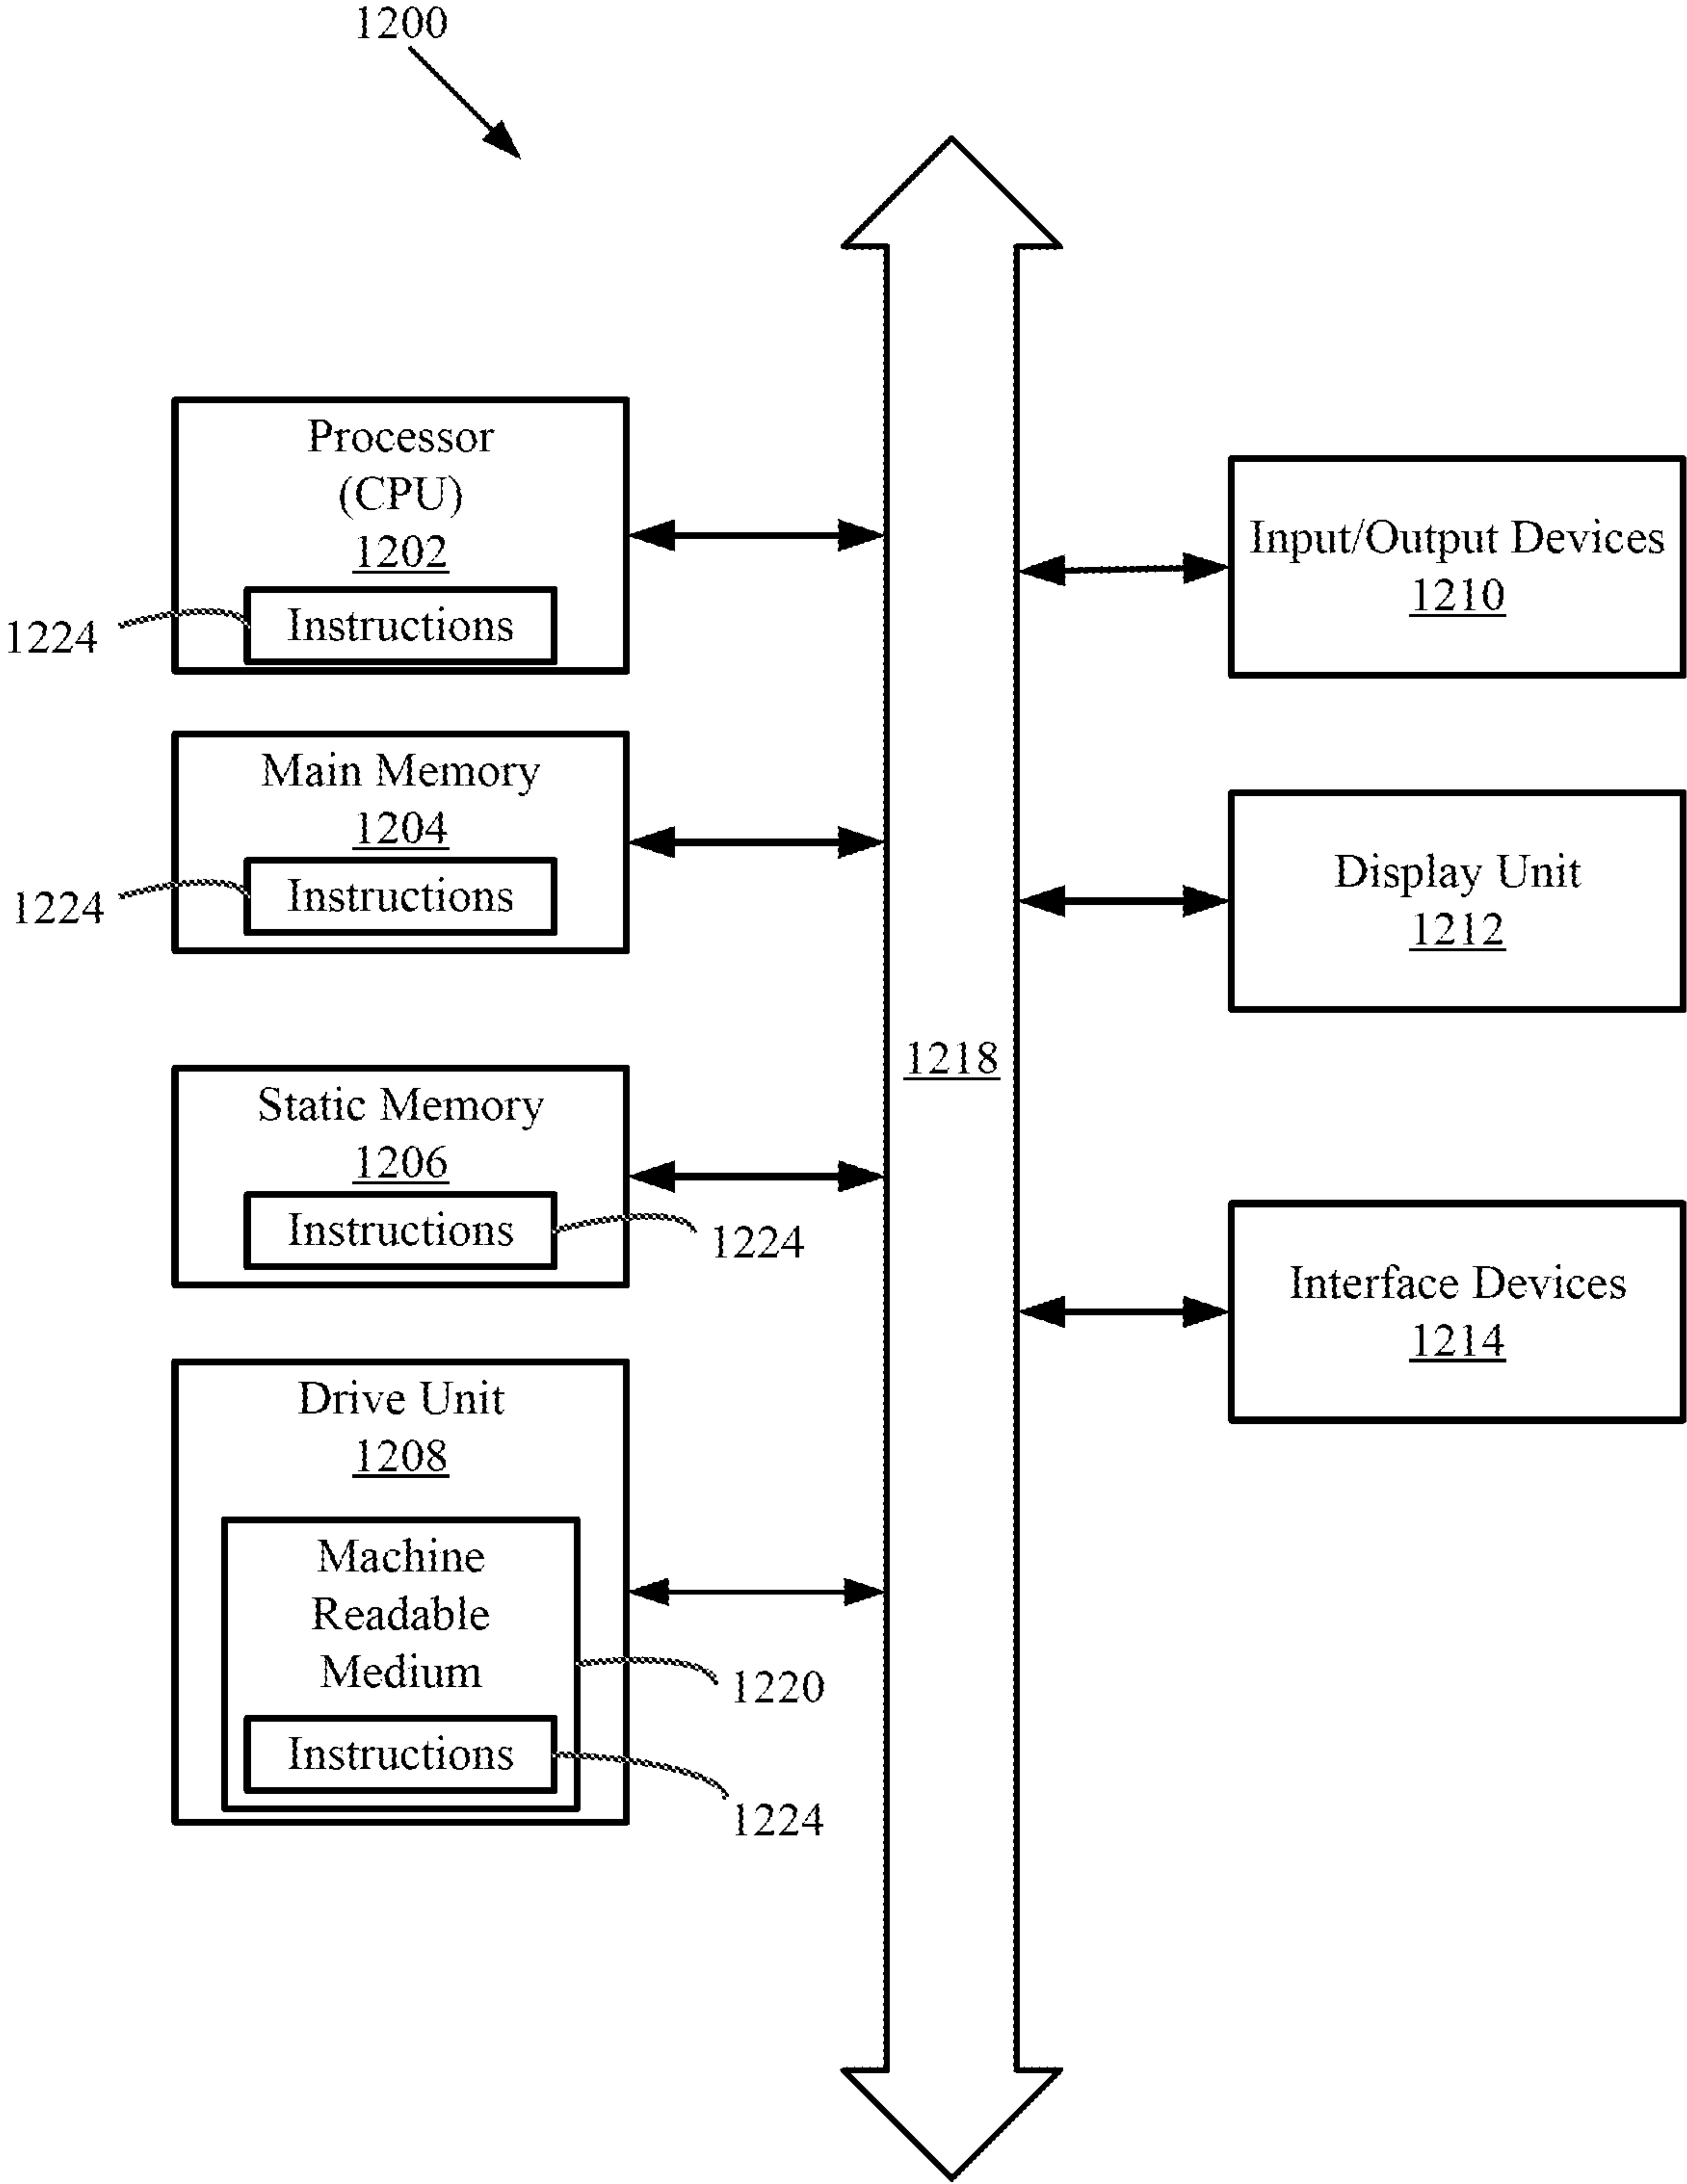 1200
Processor
(CPU)
1202
Instructions
1224
Main Memory
1204
Instructions
1224
Static Memory
1206
Instructions
1224
Drive Unit
1208
Machine
Readable
Medium
1220
Instructions
1224
1218
Input/Output Devices
1210
Display Unit
1212
Interface Devices
1214